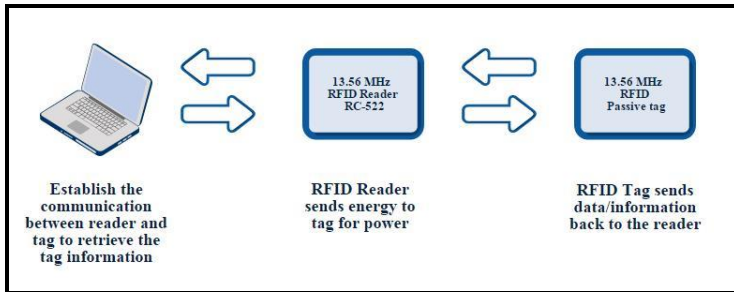 13.56 MHz
RFID Reader
RC-522
13.56 MHz
RFID
Passive tag
Establish the
communication
between reader and
tag to retrieve the
tag information
RFID Reader
sends energy to
tag for power
RFID Tag sends
data/information
back to the reader